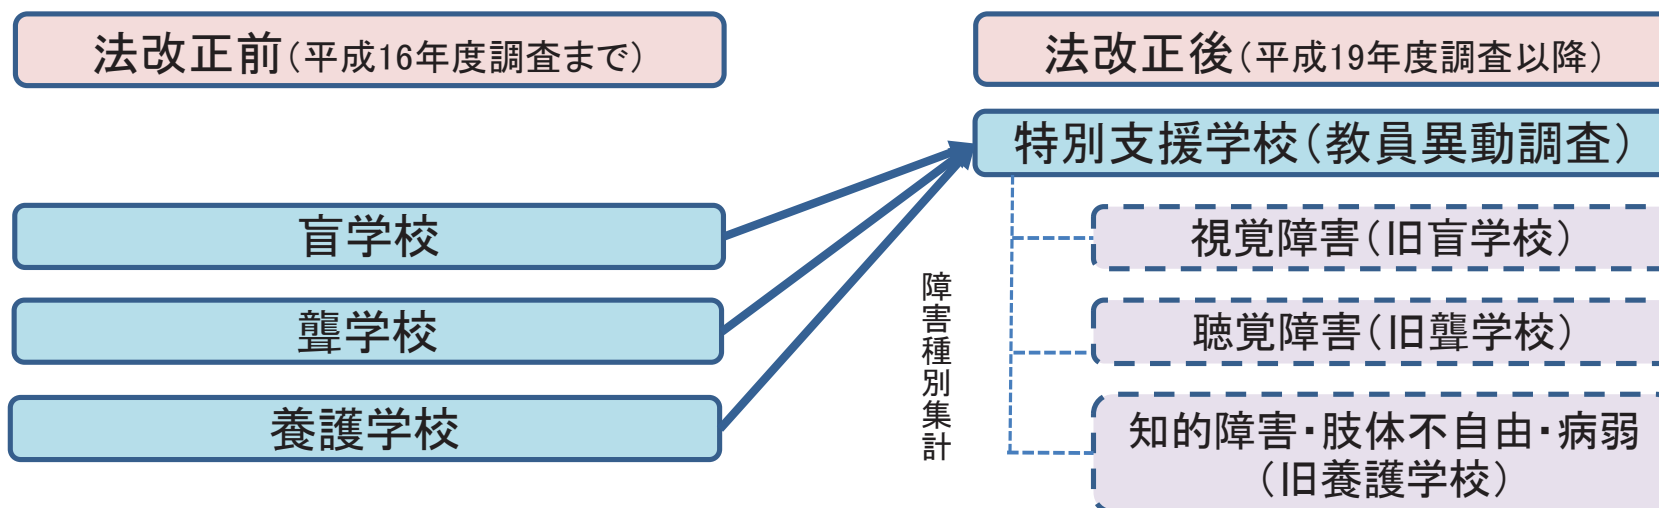 法改正前(平成16年度調査まで)
盲学校
聾学校
養護学校
法改正後(平成19年度調査以降)
特別支援学校(教員異動調査)
障害種別集計
視覚障害(旧盲学校)
聴覚障害(旧聾学校)
知的障害・肢体不自由・病弱
(旧養護学校)